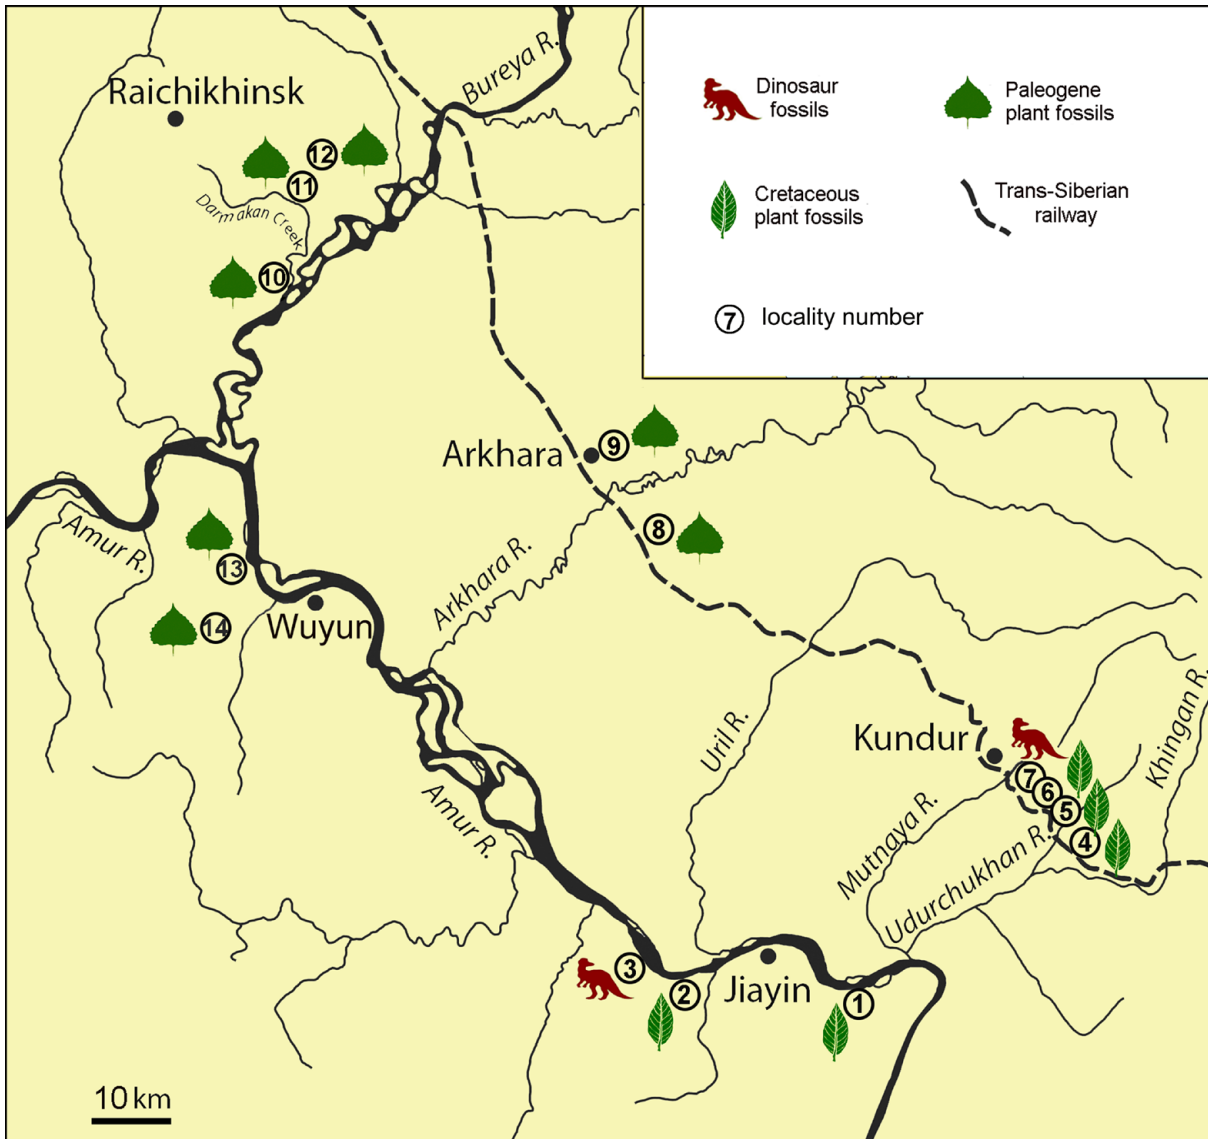 Bureya R.
Raichikhinsk
Dinosaur
fossils
Paleogene
plant fossils
Cretaceous
plant fossils
Trans-Siberian
railway
7 locality number
12
11
Darmakan Creek
10
Arkhara
9
8
Amur R.
13
Arkhara R.
14
Wuyun
Uril R.
Kundur
Khingan R.
7
6
5
4
Mutnaya R.
Amur R.
Udurchukhan R.
3
2
Jiayin
1
10 km